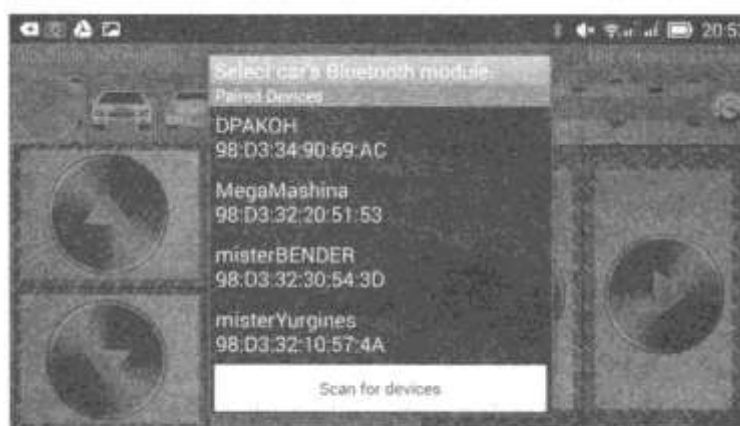 20:5
Select car's Bluetooth module.
Paired Devices
DPAKOH
98:D3:34:90:69:AC
MegaMashina
98:D3:32:20:51:53
misterBENDER
98:D3:32:30:54:3D
misterYurgines
98:D3:32:10:57:4A
Scan for devices